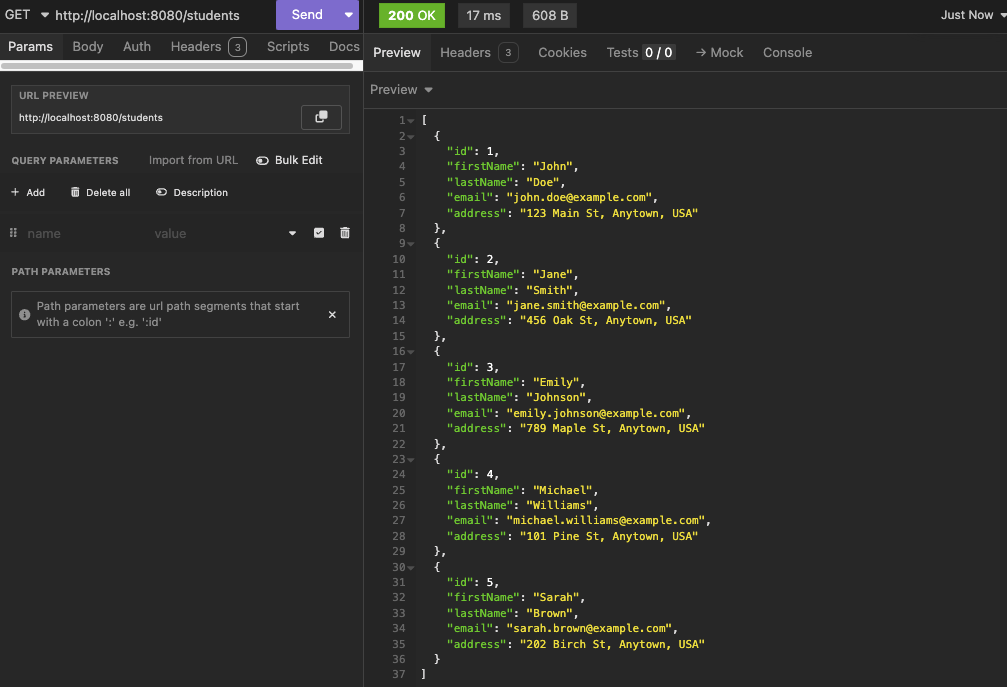 GET http://localhost:8080/students Send
Params Body Auth Headers 3 Scripts Docs
URL PREVIEW
http://localhost:8080/students
QUERY PARAMETERS Import from URL Bulk Edit
+ Add Delete all Description
name value
PATH PARAMETERS
Path parameters are url path segments that start
with a colon ':' e.g. ':id'
200 OK 17 ms 608 B Just Now
Preview Headers 3 Cookies Tests 0 / 0 → Mock Console
Preview
1 [
2 {
3 "id": 1,
4 "firstName": "John",
5 "lastName": "Doe",
6 "email": "john.doe@example.com",
7 "address": "123 Main St, Anytown, USA"
8 },
9 {
10 "id": 2,
11 "firstName": "Jane",
12 "lastName": "Smith",
13 "email": "jane.smith@example.com",
14 "address": "456 Oak St, Anytown, USA"
15 },
16 {
17 "id": 3,
18 "firstName": "Emily",
19 "lastName": "Johnson",
20 "email": "emily.johnson@example.com",
21 "address": "789 Maple St, Anytown, USA"
22 },
23 {
24 "id": 4,
25 "firstName": "Michael",
26 "lastName": "Williams",
27 "email": "michael.williams@example.com",
28 "address": "101 Pine St, Anytown, USA"
29 },
30 {
31 "id": 5,
32 "firstName": "Sarah",
33 "lastName": "Brown",
34 "email": "sarah.brown@example.com",
35 "address": "202 Birch St, Anytown, USA"
36 }
37 ]